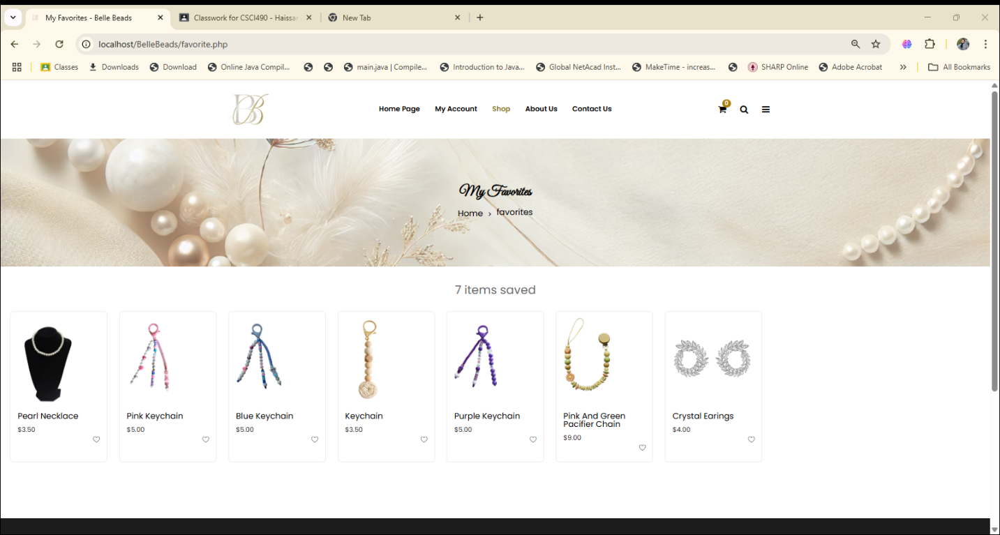 My Favorites - Belle Beads
Classwork for CSCI490 - Haissar
New Tab
localhost/BelleBeads/favorite.php
Classes
Downloads
Download
Online Java Compil...
main.java | Compile...
Introduction to Java...
Global NetAcad Inst...
MakeTime - increas...
SHARP Online
Adobe Acrobat
All Bookmarks
BB
Home Page
My Account
Shop
About Us
Contact Us
0
My Favorites
Home > favorites
7 items saved
Pearl Necklace
$3.50
Pink Keychain
$5.00
Blue Keychain
$5.00
Keychain
$3.50
Purple Keychain
$5.00
Pink And Green
Pacifier Chain
$9.00
Crystal Earings
$4.00